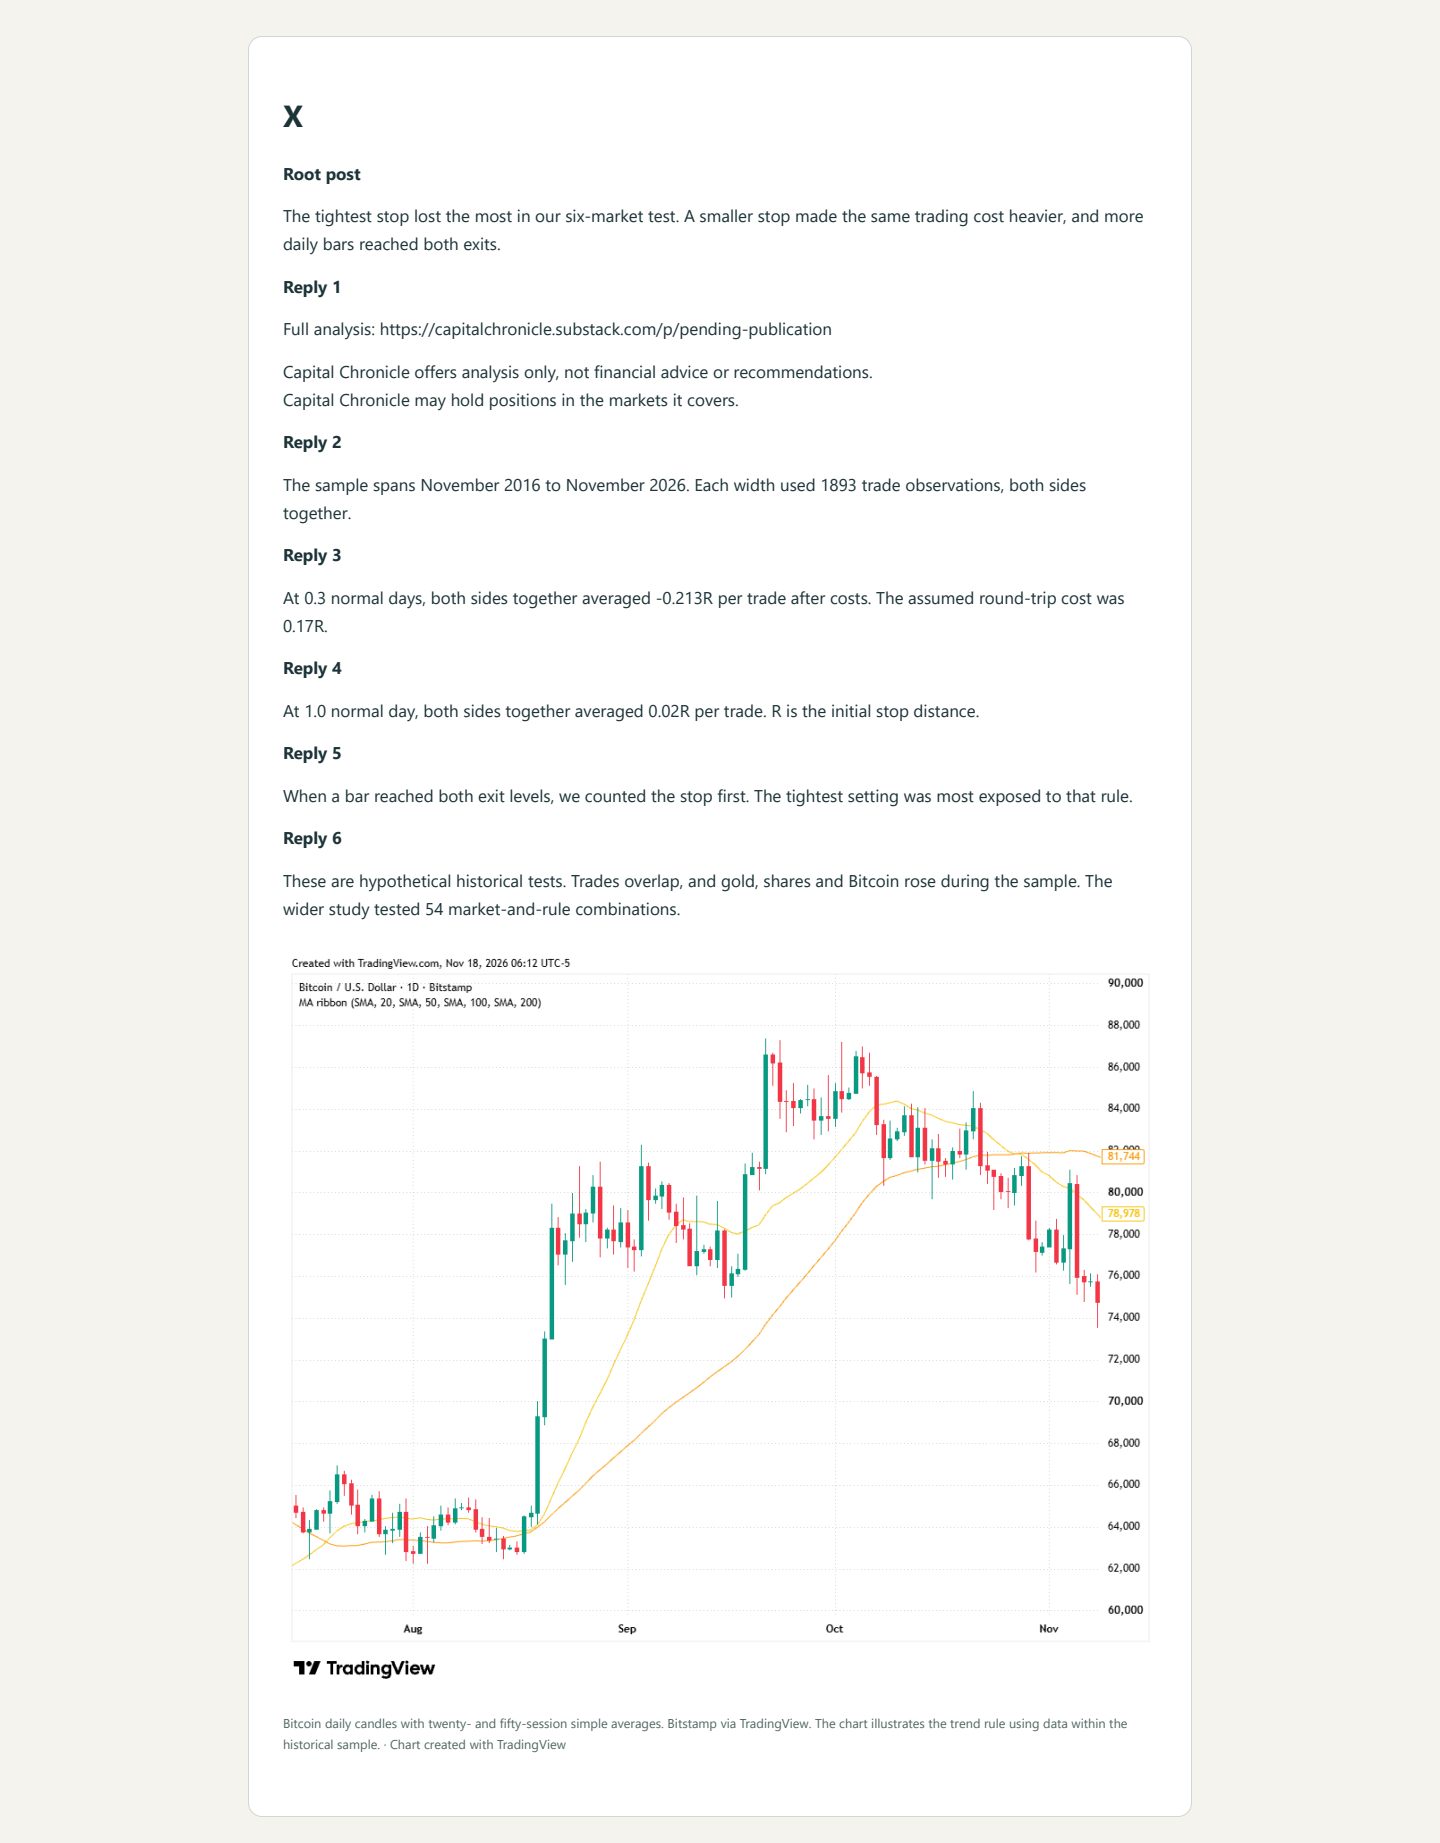 X
Root post
The tightest stop lost the most in our six-market test. A smaller stop made the same trading cost heavier, and more
daily bars reached both exits.
Reply 1
Full analysis: https://capitalchronicle.substack.com/p/pending-publication
Capital Chronicle offers analysis only, not financial advice or recommendations.
Capital Chronicle may hold positions in the markets it covers.
Reply 2
The sample spans November 2016 to November 2026. Each width used 1893 trade observations, both sides
together.
Reply 3
At 0.3 normal days, both sides together averaged -0.213R per trade after costs. The assumed round-trip cost was
0.17R.
Reply 4
At 1.0 normal day, both sides together averaged 0.02R per trade. R is the initial stop distance.
Reply 5
When a bar reached both exit levels, we counted the stop first. The tightest setting was most exposed to that rule.
Reply 6
These are hypothetical historical tests. Trades overlap, and gold, shares and Bitcoin rose during the sample. The
wider study tested 54 market-and-rule combinations.
Created with TradingView.com, Nov 18, 2026 06:12 UTC-5
Bitcoin / U.S. Dollar · 1D · Bitstamp
MA ribbon (SMA, 20, SMA, 50, SMA, 100, SMA, 200)
90,000
88,000
86,000
84,000
82,000
81,744
80,000
78,978
78,000
76,000
74,000
72,000
70,000
68,000
66,000
64,000
62,000
60,000
Aug Sep Oct Nov
TradingView
Bitcoin daily candles with twenty- and fifty-session simple averages. Bitstamp via TradingView. The chart illustrates the trend rule using data within the
historical sample. · Chart created with TradingView